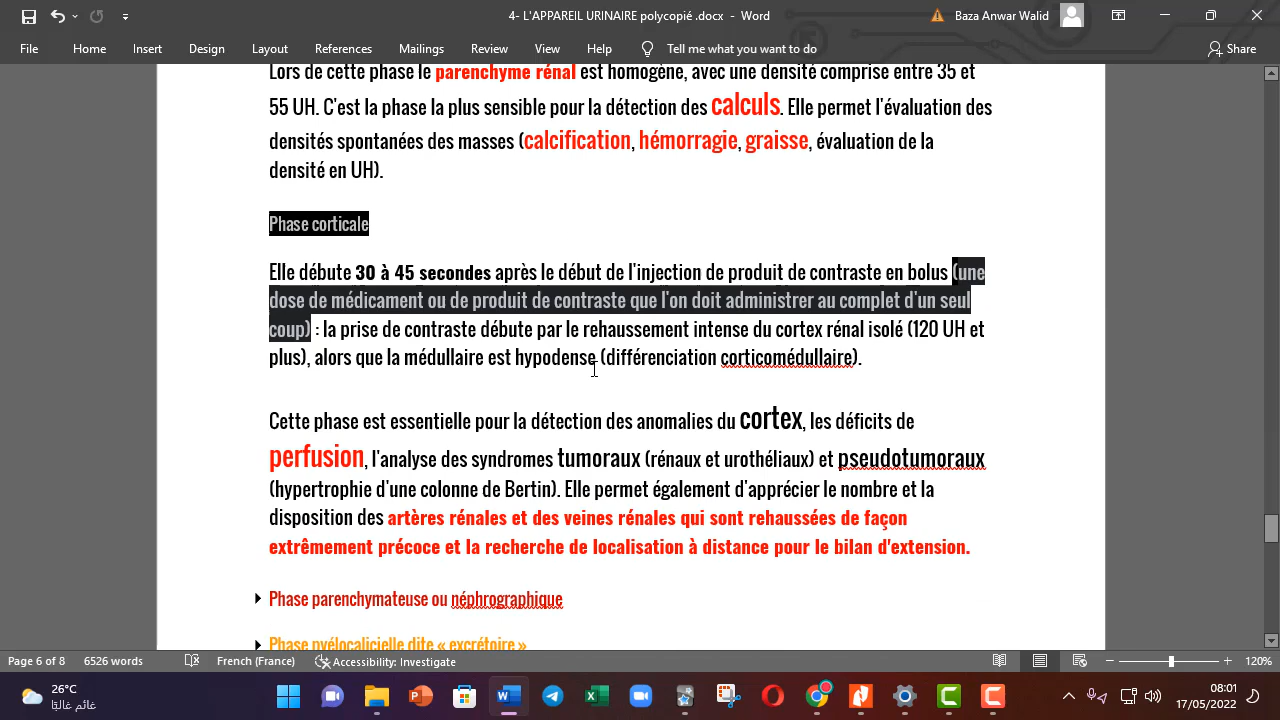 4- L'APPAREIL URINAIRE polycopié .docx - Word
Baza Anwar Walid
File Home Insert Design Layout References Mailings Review View Help Tell me what you want to do Share
Lors de cette phase le parenchyme rénal est homogène, avec une densité comprise entre 35 et
55 UH. C'est la phase la plus sensible pour la détection des calculs. Elle permet l'évaluation des
densités spontanées des masses (calcification, hémorragie, graisse, évaluation de la
densité en UH).
Phase corticale
Elle débute 30 à 45 secondes après le début de l'injection de produit de contraste en bolus (une
dose de médicament ou de produit de contraste que l'on doit administrer au complet d'un seul
coup) : la prise de contraste débute par le rehaussement intense du cortex rénal isolé (120 UH et
plus), alors que la médullaire est hypodense (différenciation corticomédullaire).
Cette phase est essentielle pour la détection des anomalies du cortex, les déficits de
perfusion, l'analyse des syndromes tumoraux (rénaux et urothéliaux) et pseudotumoraux
(hypertrophie d'une colonne de Bertin). Elle permet également d'apprécier le nombre et la
disposition des artères rénales et des veines rénales qui sont rehaussées de façon
extrêmement précoce et la recherche de localisation à distance pour le bilan d'extension.
Phase parenchymateuse ou néphrographique
Phase pyélocalicielle dite « excrétoire »
Page 6 of 8 6526 words French (France) Accessibility: Investigate 120%
26°C
غائم غالبًا
08:01
17/05/2022